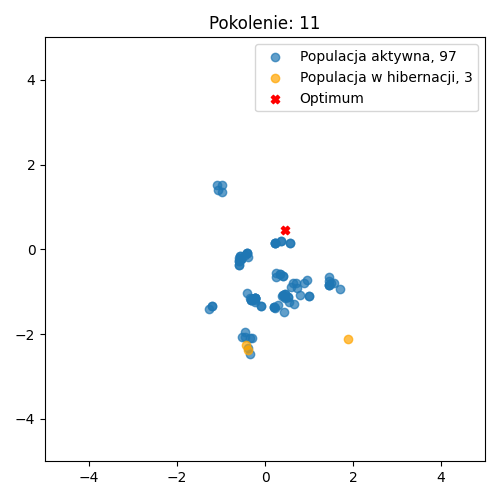 Pokolenie: 11
Populacja aktywna, 97
Populacja w hibernacji, 3
Optimum
4
2
0
−2
−4
−4
−2
0
2
4